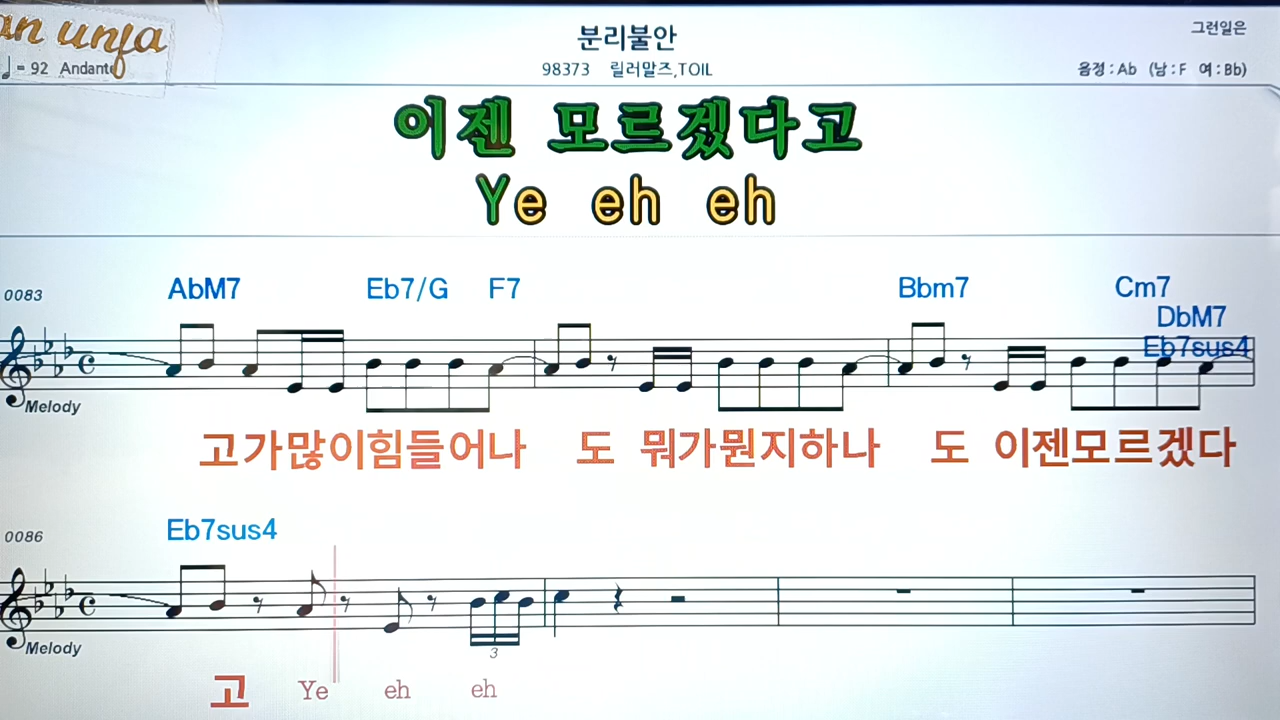 분리불안
그런일은
♩= 92 Andante
98373 릴러말즈,TOIL
음정:Ab (남:F 여:Bb)
이젠 모르겠다고
Ye eh eh
AbM7 Eb7/G F7 Bbm7 Cm7
DbM7
Eb7sus4
0083
Melody
고가많이힘들어나 도 뭐가뭔지하나 도 이젠모르겠다
Eb7sus4
0086
Melody
3
고 Ye eh eh